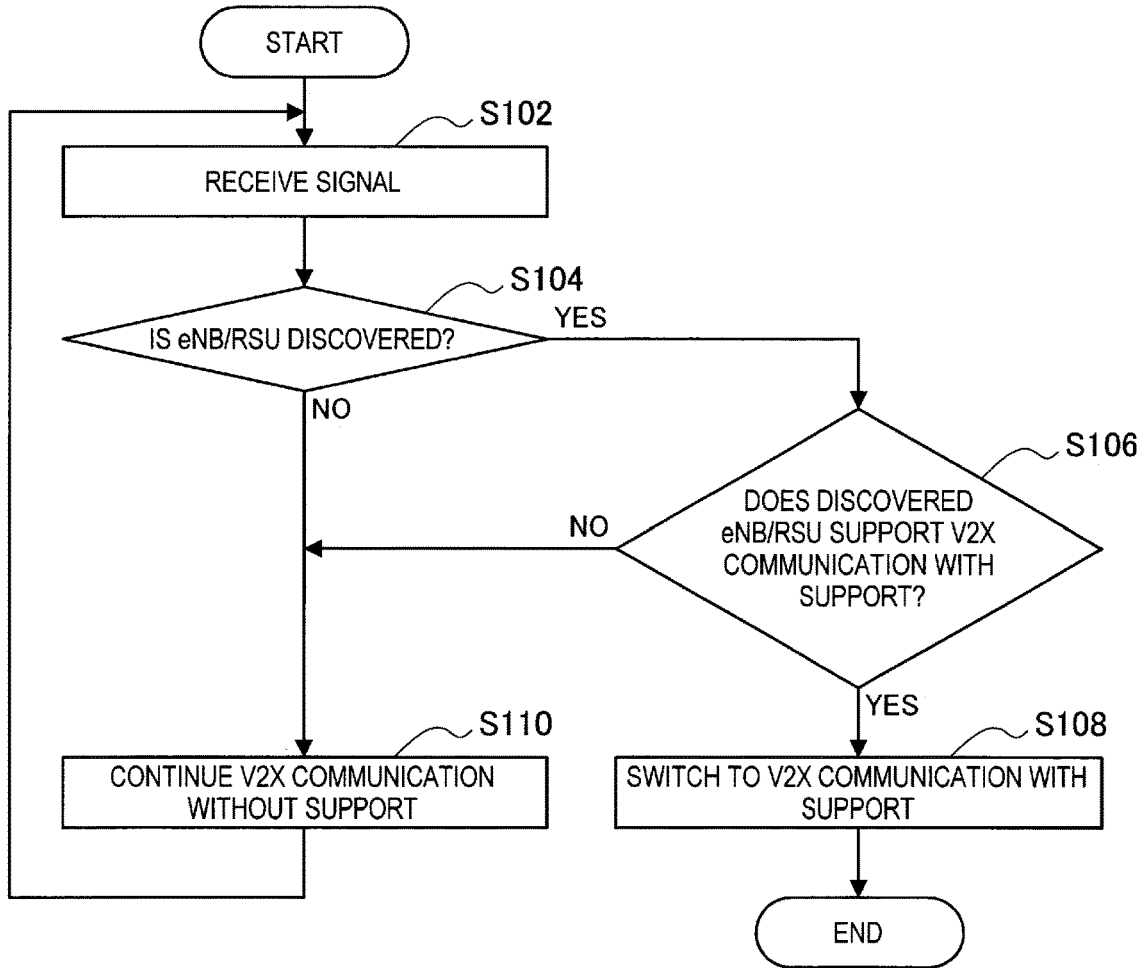 START
S102
RECEIVE SIGNAL
S104
IS eNB/RSU DISCOVERED?
YES
NO
S106
DOES DISCOVERED
eNB/RSU SUPPORT V2X
COMMUNICATION WITH
SUPPORT?
NO
YES
S110
CONTINUE V2X COMMUNICATION
WITHOUT SUPPORT
S108
SWITCH TO V2X COMMUNICATION WITH
SUPPORT
END